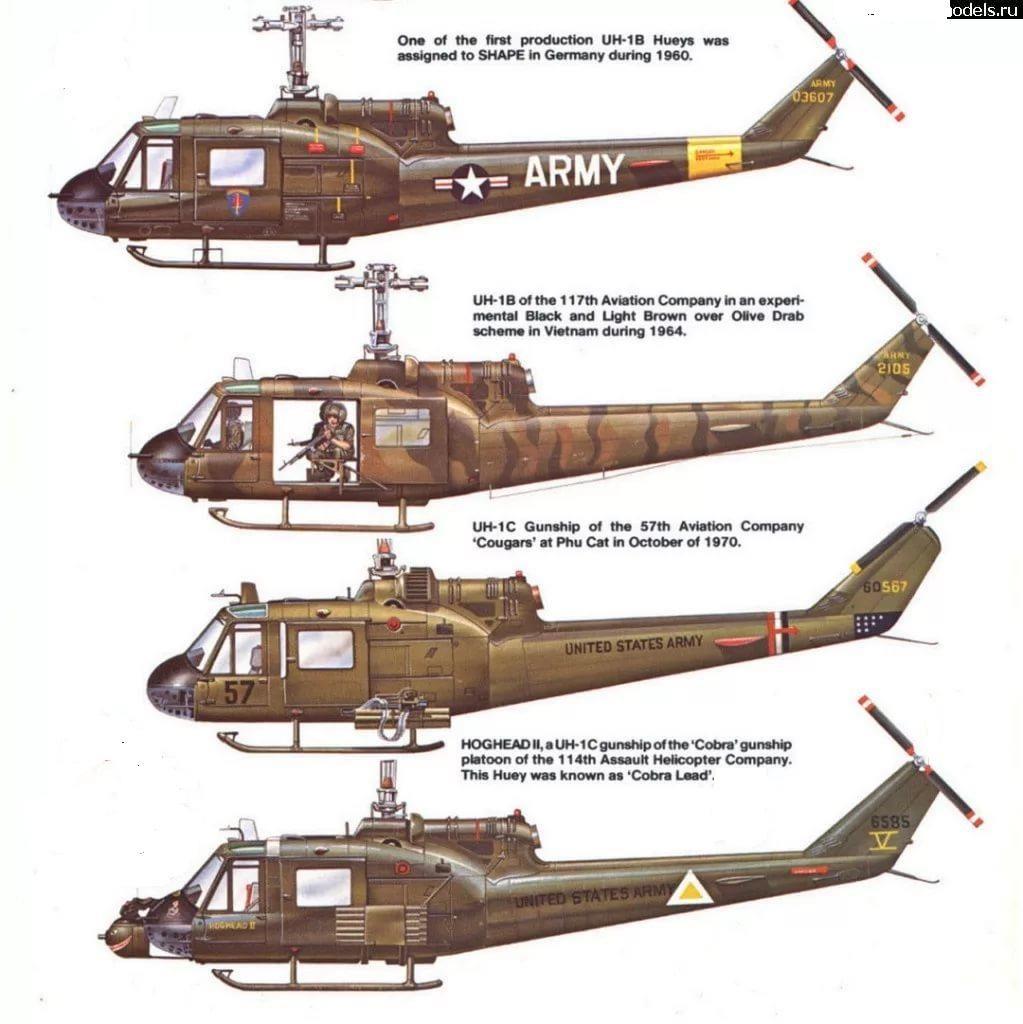 odels.ru
One of the first production UH-1B Hueys was
assigned to SHAPE in Germany during 1960.
ARMY
03607
ARMY
UH-1B of the 117th Aviation Company in an experi-
mental Black and Light Brown over Olive Drab
scheme in Vietnam during 1964.
ARMY
2105
UH-1C Gunship of the 57th Aviation Company
‘Cougars’ at Phu Cat in October of 1970.
60567
UNITED STATES ARMY
57
HOGHEAD II, a UH-1C gunship of the ‘Cobra’ gunship
platoon of the 114th Assault Helicopter Company.
This Huey was known as ‘Cobra Lead’.
6595
V
UNITED STATES ARMY
HOGHEAD II